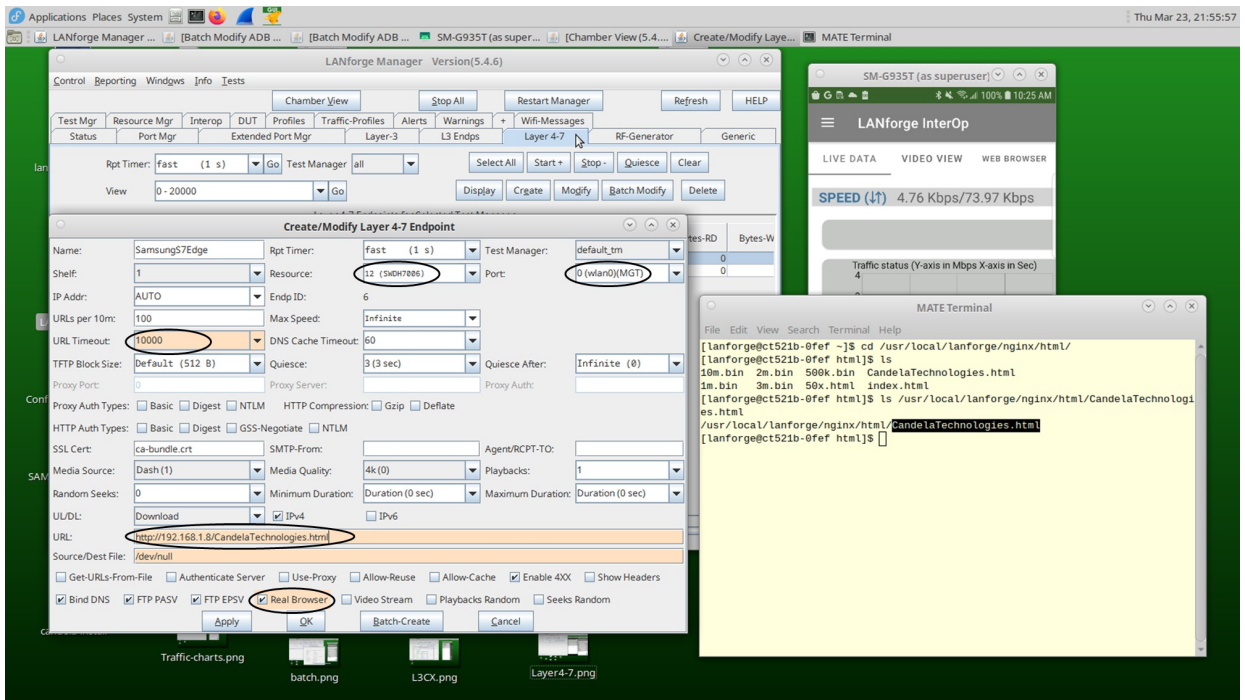 Applications Places System Thu Mar 23, 21:55:57
LANforge Manager ... [Batch Modify ADB ... [Batch Modify ADB ... SM-G935T (as super... [Chamber View (5.4.... Create/Modify Laye... MATE Terminal
LANforge Manager Version(5.4.6)
Control Reporting Windows Info Tests
Chamber View Stop All Restart Manager Refresh HELP
Test Mgr Resource Mgr Interop DUT Profiles Traffic-Profiles Alerts Warnings + Wifi-Messages
Status Port Mgr Extended Port Mgr Layer-3 L3 Endps Layer 4-7 RF-Generator Generic
Rpt Timer: fast (1 s) Go Test Manager all Select All Start + Stop - Quiesce Clear
View 0 - 20000 Go Display Create Modify Batch Modify Delete
tes-RD Bytes-W
0
0
Create/Modify Layer 4-7 Endpoint
Name: SamsungS7Edge Rpt Timer: fast (1 s) Test Manager: default_tm
Shelf: 1 Resource: 12 (SWDH7006) Port: 0 (wlan0)(MGT)
IP Addr: AUTO Endp ID: 6
URLs per 10m: 100 Max Speed: Infinite
URL Timeout: 10000 DNS Cache Timeout: 60
TFTP Block Size: Default (512 B) Quiesce: 3 (3 sec) Quiesce After: Infinite (0)
Proxy Port: 0 Proxy Server: Proxy Auth:
Proxy Auth Types: Basic Digest NTLM HTTP Compression: Gzip Deflate
HTTP Auth Types: Basic Digest GSS-Negotiate NTLM
SSL Cert: ca-bundle.crt SMTP-From: Agent/RCPT-TO:
Media Source: Dash (1) Media Quality: 4k (0) Playbacks: 1
Random Seeks: 0 Minimum Duration: Duration (0 sec) Maximum Duration: Duration (0 sec)
UL/DL: Download IPv4 IPv6
URL: http://192.168.1.8/CandelaTechnologies.html
Source/Dest File: /dev/null
Get-URLs-From-File Authenticate Server Use-Proxy Allow-Reuse Allow-Cache Enable 4XX Show Headers
Bind DNS FTP PASV FTP EPSV Real Browser Video Stream Playbacks Random Seeks Random
Apply OK Batch-Create Cancel
SM-G935T (as superuser)
100% 10:25 AM
LANforge InterOp
LIVE DATA VIDEO VIEW WEB BROWSER
SPEED (↓↑) 4.76 Kbps/73.97 Kbps
Traffic status (Y-axis in Mbps X-axis in Sec)
4
MATE Terminal
File Edit View Search Terminal Help
[lanforge@ct521b-0fef ~]$ cd /usr/local/lanforge/nginx/html/
[lanforge@ct521b-0fef html]$ ls
10m.bin 2m.bin 500k.bin CandelaTechnologies.html
1m.bin 3m.bin 50x.html index.html
[lanforge@ct521b-0fef html]$ ls /usr/local/lanforge/nginx/html/CandelaTechnologi
es.html
/usr/local/lanforge/nginx/html/CandelaTechnologies.html
[lanforge@ct521b-0fef html]$
lan
Conf
SAM
Traffic-charts.png
batch.png
L3CX.png
Layer4-7.png